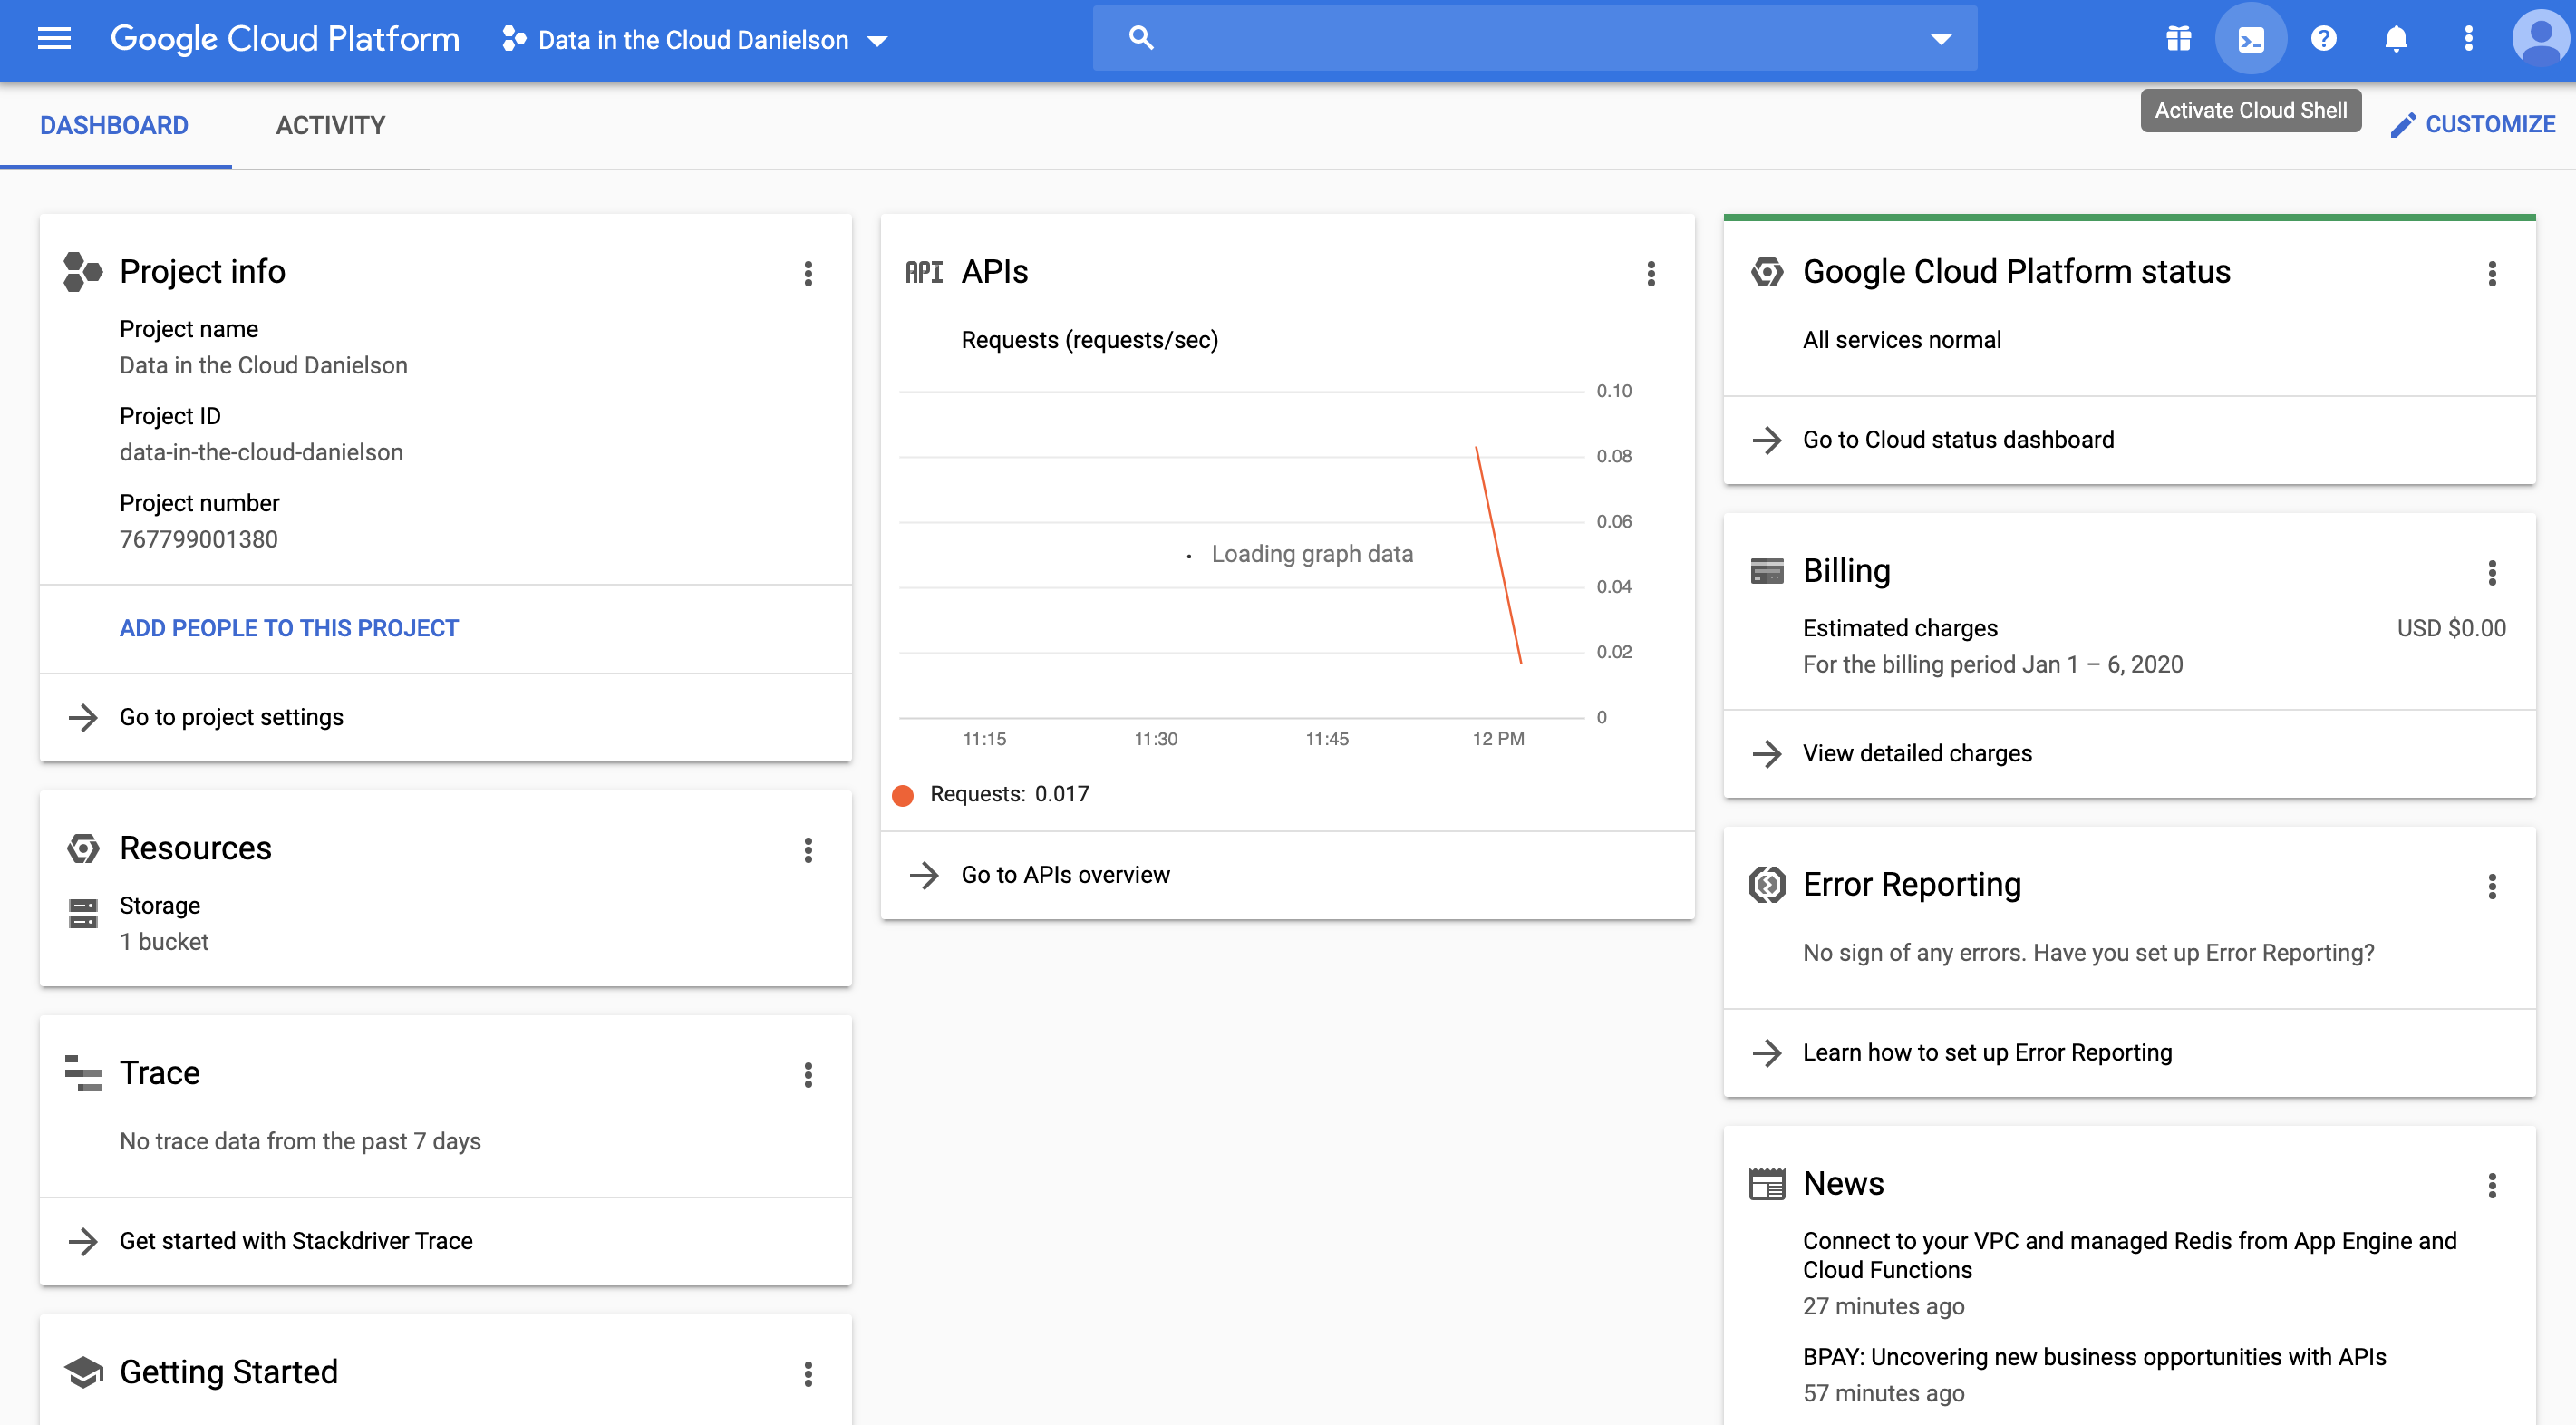 Google Cloud Platform
Data in the Cloud Danielson
Activate Cloud Shell
DASHBOARD
ACTIVITY
CUSTOMIZE
Project info
Project name
Data in the Cloud Danielson
Project ID
data-in-the-cloud-danielson
Project number
767799001380
ADD PEOPLE TO THIS PROJECT
Go to project settings
Resources
Storage
1 bucket
Trace
No trace data from the past 7 days
Get started with Stackdriver Trace
Getting Started
API APIs
Requests (requests/sec)
0.10
0.08
0.06
Loading graph data
0.04
0.02
0
11:15 11:30 11:45 12 PM
Requests: 0.017
Go to APIs overview
Google Cloud Platform status
All services normal
Go to Cloud status dashboard
Billing
Estimated charges USD $0.00
For the billing period Jan 1 – 6, 2020
View detailed charges
Error Reporting
No sign of any errors. Have you set up Error Reporting?
Learn how to set up Error Reporting
News
Connect to your VPC and managed Redis from App Engine and
Cloud Functions
27 minutes ago
BPAY: Uncovering new business opportunities with APIs
57 minutes ago